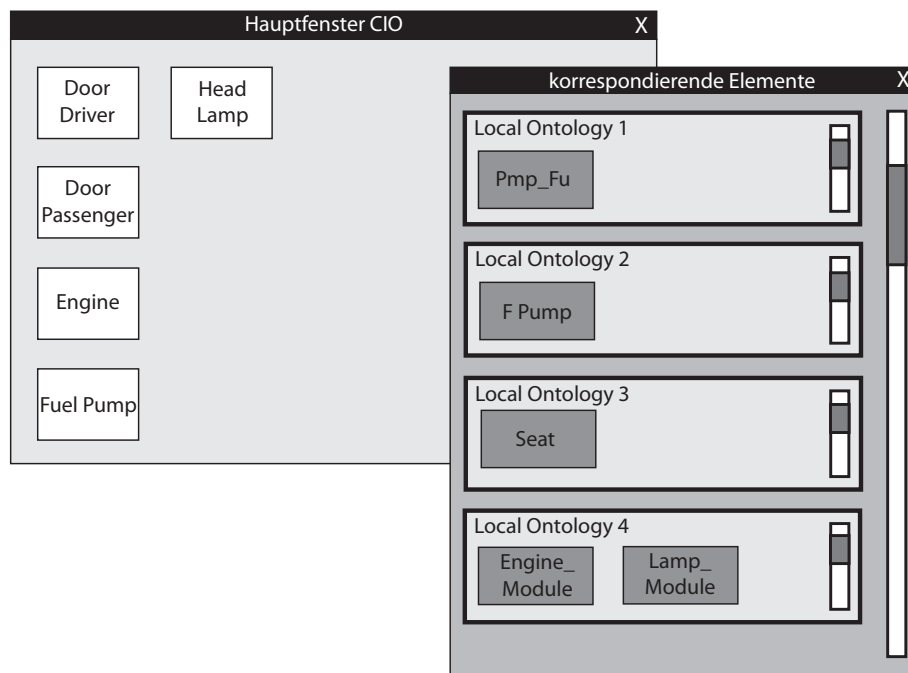 Hauptfenster CIO
X
Door
Driver
Head
Lamp
Door
Passenger
Engine
Fuel Pump
korrespondierende Elemente
X
Local Ontology 1
Pmp_Fu
Local Ontology 2
F Pump
Local Ontology 3
Seat
Local Ontology 4
Engine_
Module
Lamp_
Module